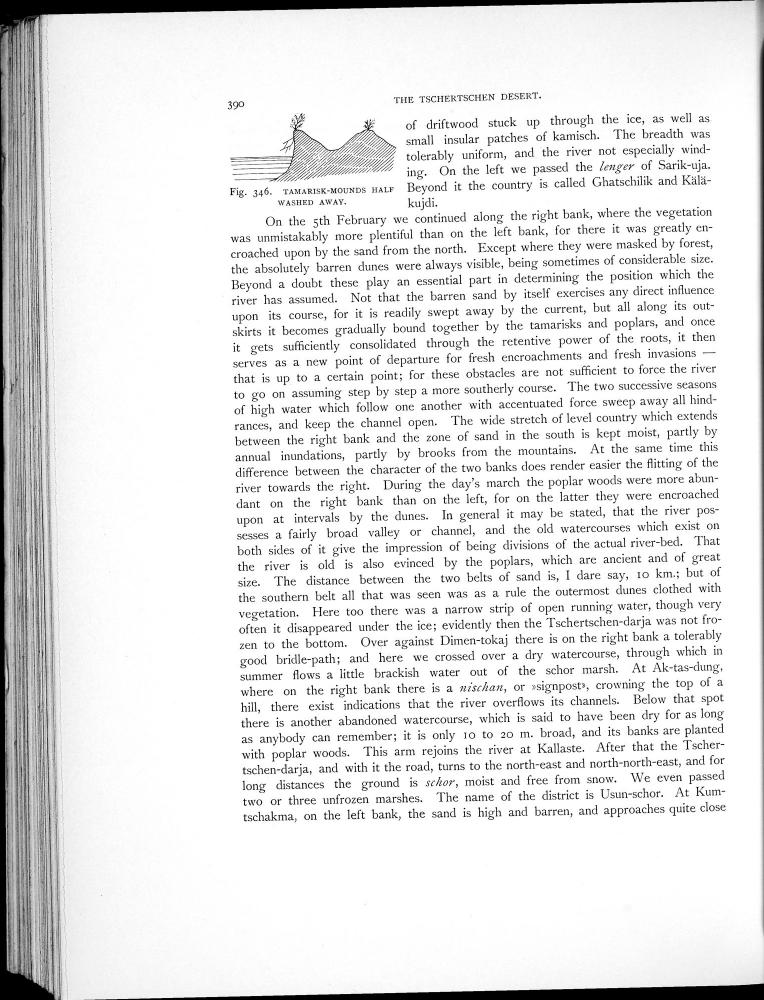 390
THE TSCHERTSCHEN DESERT.
Fig. 346. TAMARISK-MOUNDS HALF
WASHED AWAY.
of driftwood stuck up through the ice, as well as
small insular patches of kamisch. The breadth was
tolerably uniform, and the river not especially wind-
ing. On the left we passed the lenger of Sarik-uja.
Beyond it the country is called Ghatschilik and Kälä-
kujdi.
On the 5th February we continued along the right bank, where the vegetation
was unmistakably more plentiful than on the left bank, for there it was greatly en-
croached upon by the sand from the north. Except where they were masked by forest,
the absolutely barren dunes were always visible, being sometimes of considerable size.
Beyond a doubt these play an essential part in determining the position which the
river has assumed. Not that the barren sand by itself exercises any direct influence
upon its course, for it is readily swept away by the current, but all along its out-
skirts it becomes gradually bound together by the tamarisks and poplars, and once
it gets sufficiently consolidated through the retentive power of the roots, it then
serves as a new point of departure for fresh encroachments and fresh invasions —
that is up to a certain point; for these obstacles are not sufficient to force the river
to go on assuming step by step a more southerly course. The two successive seasons
of high water which follow one another with accentuated force sweep away all hind-
rances, and keep the channel open. The wide stretch of level country which extends
between the right bank and the zone of sand in the south is kept moist, partly by
annual inundations, partly by brooks from the mountains. At the same time this
difference between the character of the two banks does render easier the flitting of the
river towards the right. During the day's march the poplar woods were more abun-
dant on the right bank than on the left, for on the latter they were encroached
upon at intervals by the dunes. In general it may be stated, that the river pos-
sesses a fairly broad valley or channel, and the old watercourses which exist on
both sides of it give the impression of being divisions of the actual river-bed. That
the river is old is also evinced by the poplars, which are ancient and of great
size. The distance between the two belts of sand is, I dare say, 10 km.; but of
the southern belt all that was seen was as a rule the outermost dunes clothed with
vegetation. Here too there was a narrow strip of open running water, though very
often it disappeared under the ice; evidently then the Tschertschen-darja was not fro-
zen to the bottom. Over against Dimen-tokaj there is on the right bank a tolerably
good bridle-path; and here we crossed over a dry watercourse, through which in
summer flows a little brackish water out of the schor marsh. At Ak-tas-dung,
where on the right bank there is a nischan, or »signpost», crowning the top of a
hill, there exist indications that the river overflows its channels. Below that spot
there is another abandoned watercourse, which is said to have been dry for as long
as anybody can remember; it is only 10 to 20 m. broad, and its banks are planted
with poplar woods. This arm rejoins the river at Kallaste. After that the Tscher-
tschen-darja, and with it the road, turns to the north-east and north-north-east, and for
long distances the ground is schor, moist and free from snow. We even passed
two or three unfrozen marshes. The name of the district is Usun-schor. At Kum-
tschakma, on the left bank, the sand is high and barren, and approaches quite close